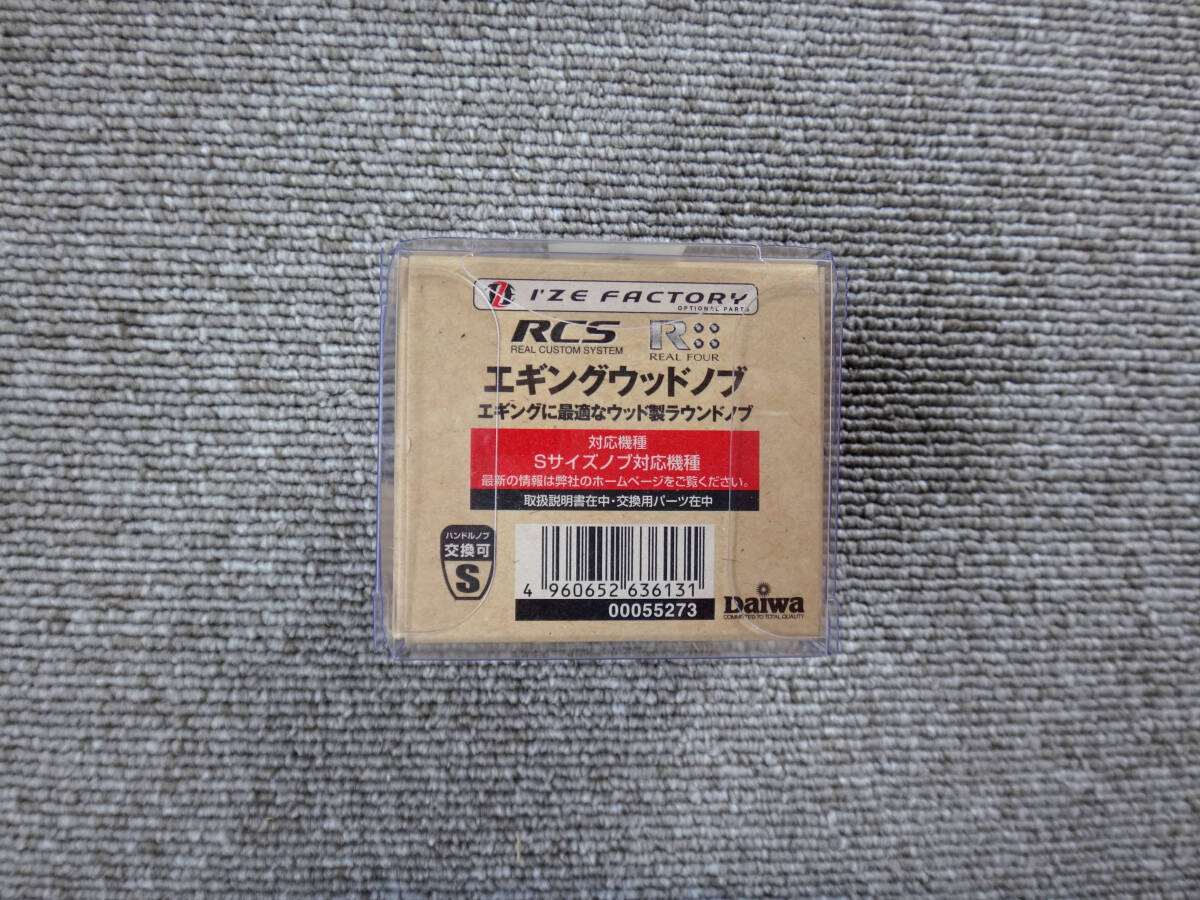 I'ZE FACTORY
OPTIONAL PARTS
RCS
REAL CUSTOM SYSTEM
R
REAL FOUR
エギングウッドノブ
エギングに最適なウッド製ラウンドノブ
対応機種
Sサイズノブ対応機種
最新の情報は弊社のホームページをご覧ください。
取扱説明書在中・交換用パーツ在中
ハンドルノブ
交換可
S
4 960652 636131
00055273
Daiwa
COMMITTED TO TOTAL QUALITY